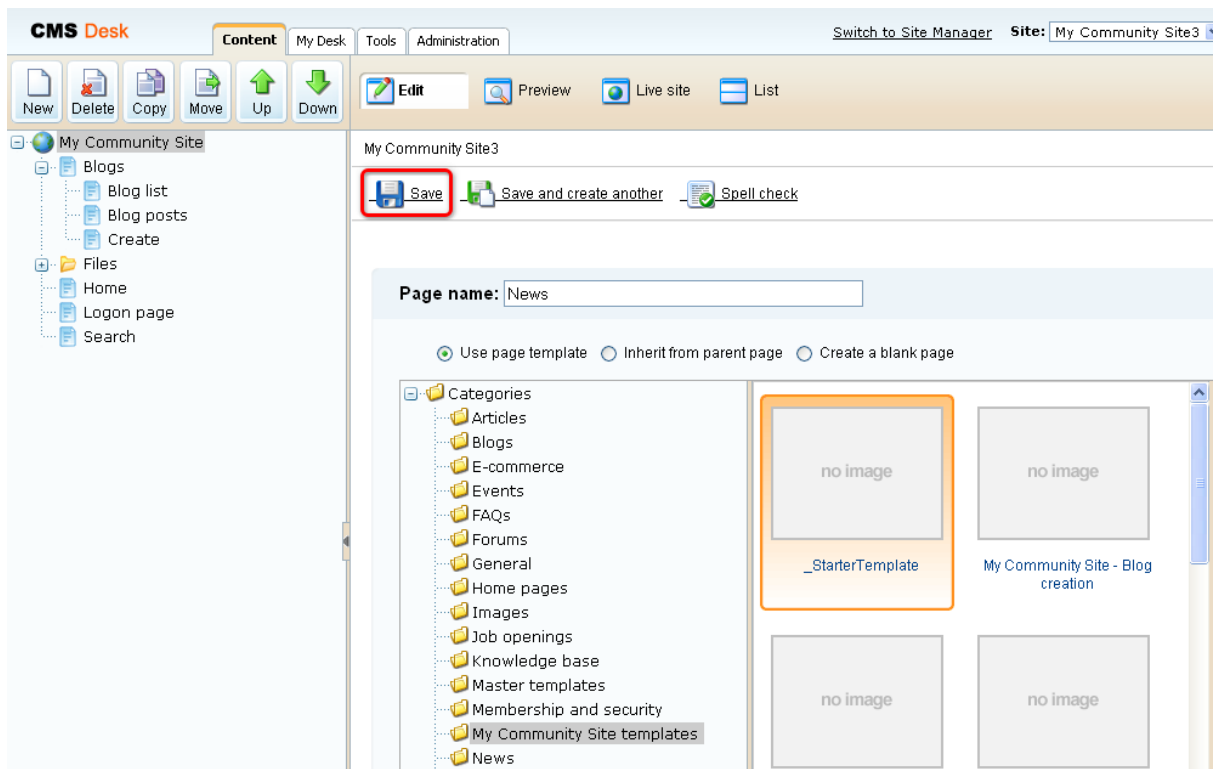 CMS Desk
Content
My Desk
Tools
Administration
Switch to Site Manager
Site:
My Community Site3
New
Delete
Copy
Move
Up
Down
Edit
Preview
Live site
List
My Community Site
Blogs
Blog list
Blog posts
Create
Files
Home
Logon page
Search
My Community Site3
Save
Save and create another
Spell check
Page name:
News
Use page template
Inherit from parent page
Create a blank page
Categories
Articles
Blogs
E-commerce
Events
FAQs
Forums
General
Home pages
Images
Job openings
Knowledge base
Master templates
Membership and security
My Community Site templates
News
no image
_StarterTemplate
no image
My Community Site - Blog
creation
no image
no image